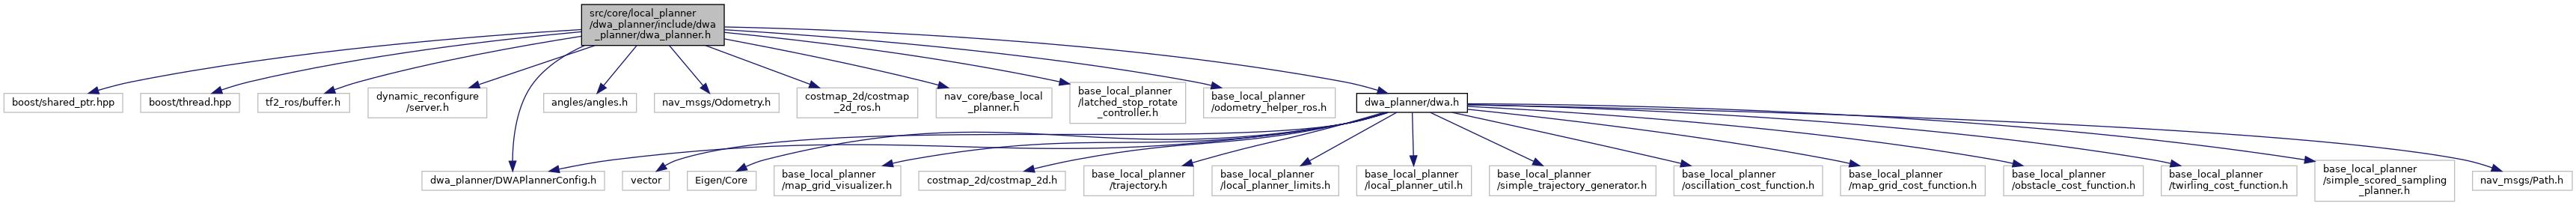 src/core/local_planner
/dwa_planner/include/dwa
_planner/dwa_planner.h
boost/shared_ptr.hpp
boost/thread.hpp
tf2_ros/buffer.h
dynamic_reconfigure
/server.h
angles/angles.h
nav_msgs/Odometry.h
costmap_2d/costmap
_2d_ros.h
nav_core/base_local
_planner.h
base_local_planner
/latched_stop_rotate
_controller.h
base_local_planner
/odometry_helper_ros.h
dwa_planner/dwa.h
dwa_planner/DWAPlannerConfig.h
vector
Eigen/Core
base_local_planner
/map_grid_visualizer.h
costmap_2d/costmap_2d.h
base_local_planner
/trajectory.h
base_local_planner
/local_planner_limits.h
base_local_planner
/local_planner_util.h
base_local_planner
/simple_trajectory_generator.h
base_local_planner
/oscillation_cost_function.h
base_local_planner
/map_grid_cost_function.h
base_local_planner
/obstacle_cost_function.h
base_local_planner
/twirling_cost_function.h
base_local_planner
/simple_scored_sampling
_planner.h
nav_msgs/Path.h